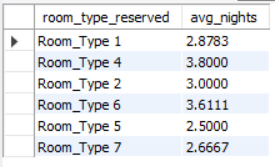 room_type_reserved avg_nights
Room_Type 1 2.8783
Room_Type 4 3.8000
Room_Type 2 3.0000
Room_Type 6 3.6111
Room_Type 5 2.5000
Room_Type 7 2.6667